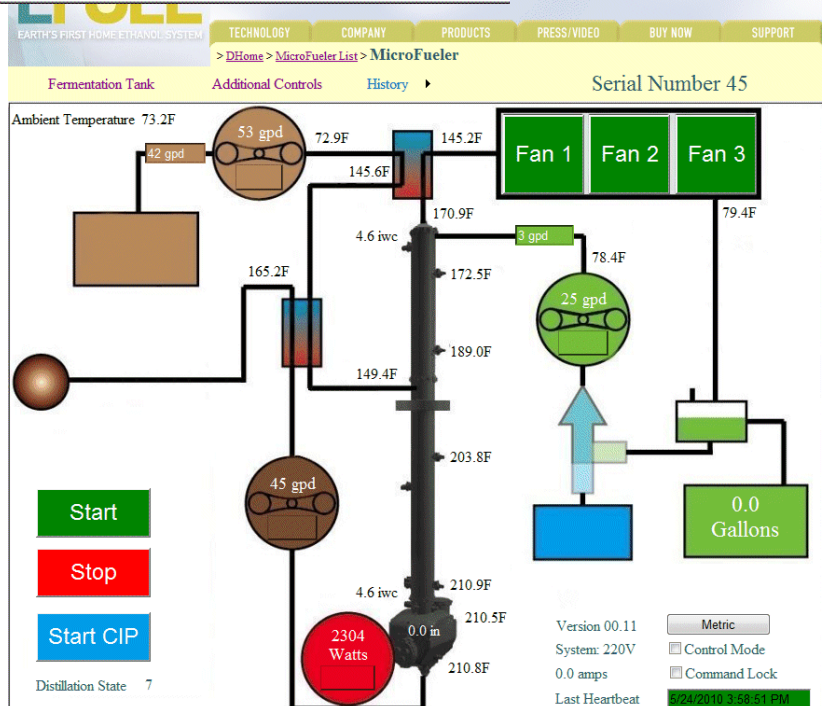 EARTH'S FIRST HOME ETHANOL SYSTEM
TECHNOLOGY COMPANY PRODUCTS PRESS/VIDEO BUY NOW SUPPORT
> DHome > MicroFueler List > MicroFueler
Fermentation Tank Additional Controls History Serial Number 45
Ambient Temperature 73.2F
53 gpd
72.9F
145.2F
42 gpd
145.6F
Fan 1 Fan 2 Fan 3
170.9F
79.4F
4.6 iwc
3 gpd
78.4F
165.2F
172.5F
25 gpd
189.0F
149.4F
203.8F
45 gpd
0.0
Gallons
Start
Stop
Start CIP
210.9F
4.6 iwc
210.5F
2304
Watts
0.0 in
210.8F
Version 00.11 Metric
System: 220V Control Mode
0.0 amps Command Lock
Distillation State 7
Last Heartbeat 5/24/2010 3:58:51 PM